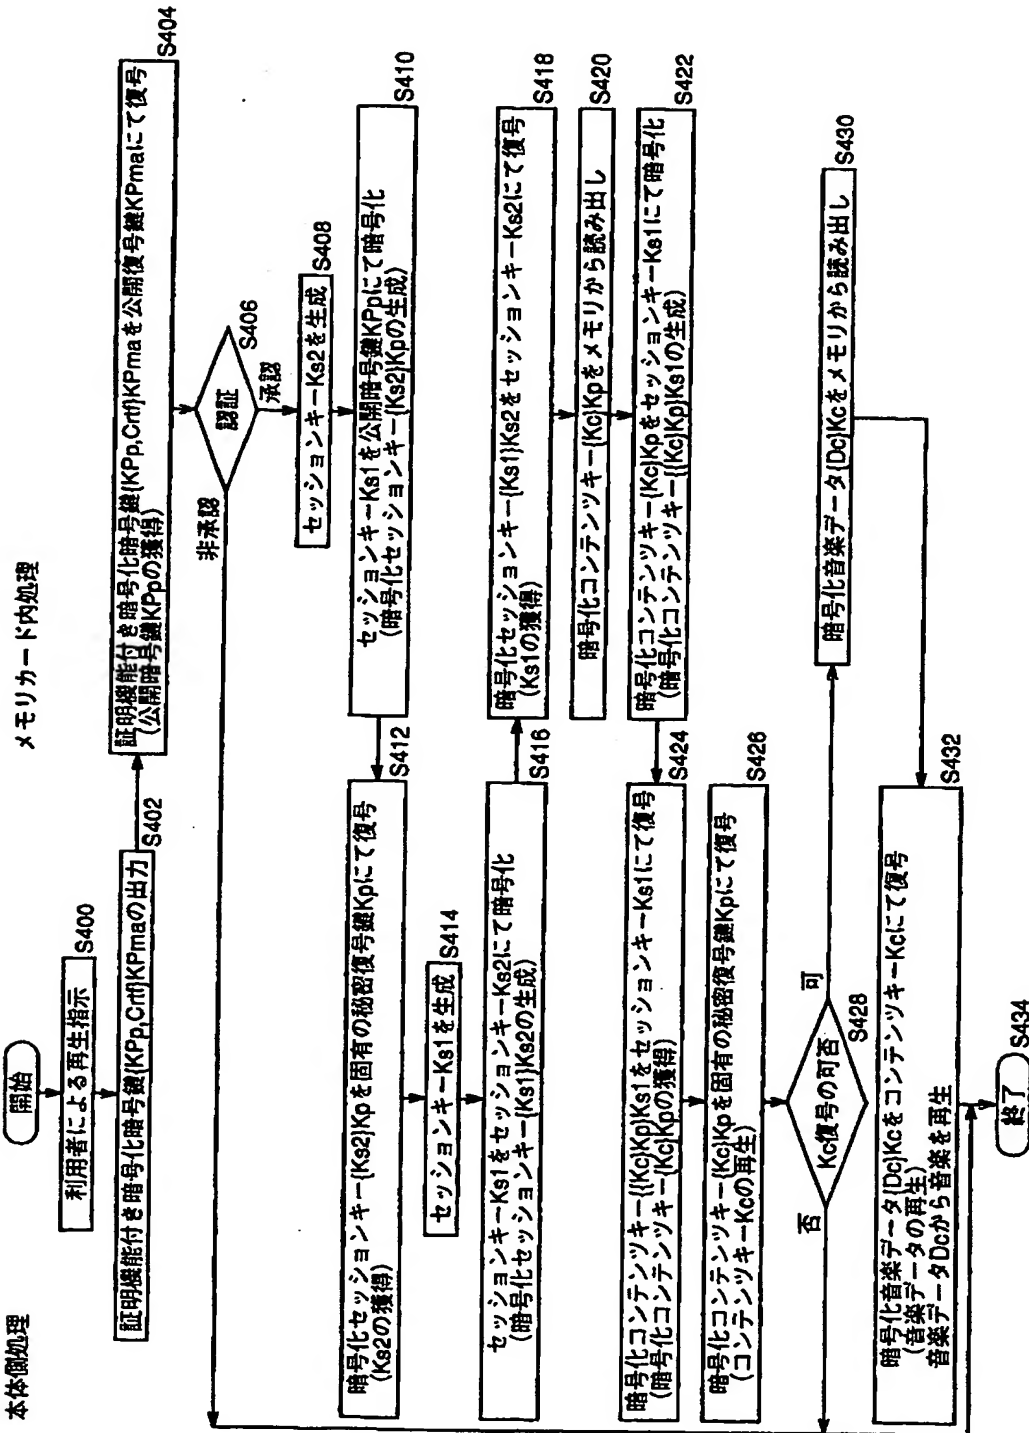 本体側処理
メモリカード内処理
開始
利用者による再生指示
S400
証明機能付き暗号化暗号鍵{KPp,Crtf}KPmaの出力
S402
証明機能付き暗号化暗号鍵{KPp,Crtf}KPmaを公開復号鍵KPmaにて復号
(公開暗号鍵KPpの獲得)
S404
認証
S406
非承認
承認
セッションキーKs2を生成
S408
セッションキーKs1を公開暗号鍵KPpにて暗号化
(暗号化セッションキー{Ks2}Kpの生成)
S410
暗号化セッションキー{Ks2}Kpを固有の秘密復号鍵Kpにて復号
(Ks2の獲得)
S412
セッションキーKs1を生成
S414
セッションキーKs1をセッションキーKs2にて暗号化
(暗号化セッションキー{Ks1}Ks2の生成)
S416
暗号化セッションキー{Ks1}Ks2をセッションキーKs2にて復号
(Ks1の獲得)
S418
暗号化コンテンツキー{Kc}Kpをメモリから読み出し
S420
暗号化コンテンツキー{Kc}KpをセッションキーKs1にて暗号化
(暗号化コンテンツキー{{Kc}Kp}Ks1の生成)
S422
暗号化コンテンツキー{{Kc}Kp}Ks1をセッションキーKs1にて復号
(暗号化コンテンツキー{Kc}Kpの獲得)
S424
暗号化コンテンツキー{Kc}Kpを固有の秘密復号鍵Kpにて復号
(コンテンツキーKcの再生)
S426
Kc復号の可否
S428
否
可
暗号化音楽データ{Dc}Kcをメモリから読み出し
S430
暗号化音楽データ{Dc}KcをコンテンツキーKcにて復号
(音楽データの再生)
音楽データDcから音楽を再生
S432
終了
S434